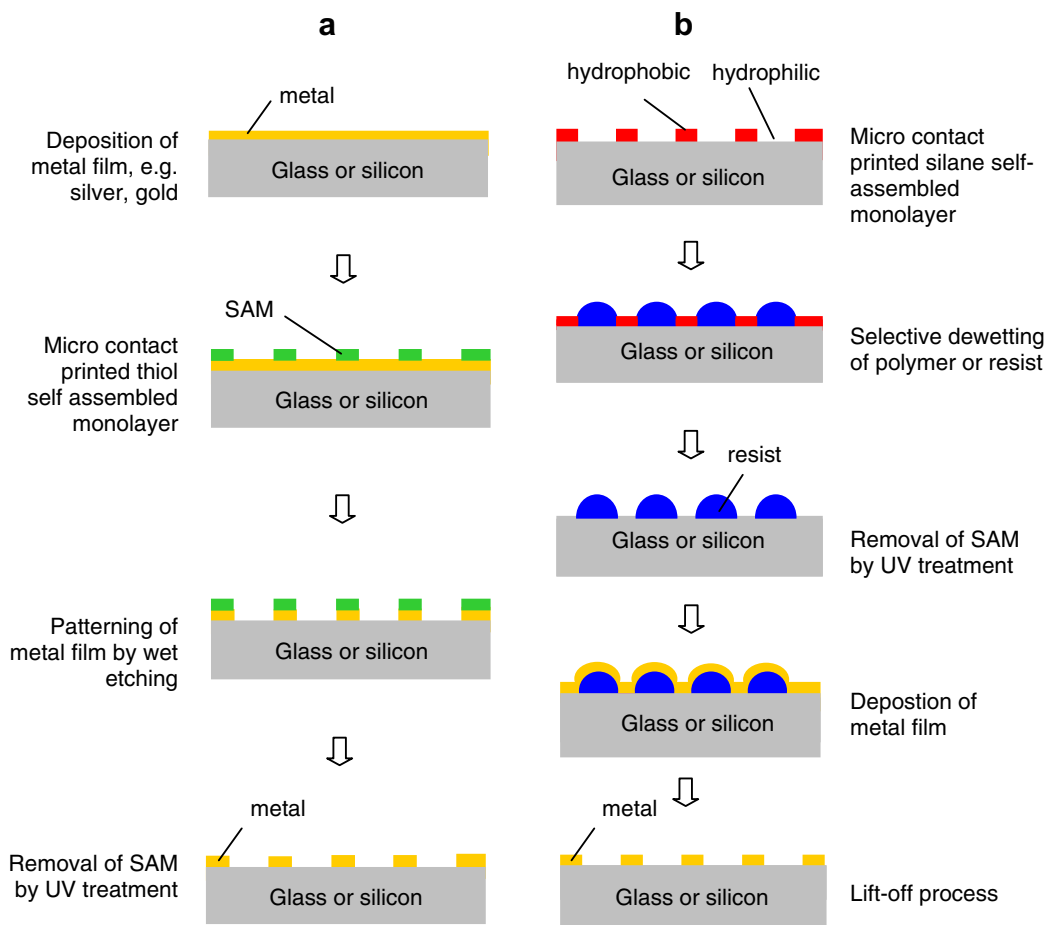 a
metal
Deposition of
metal film, e.g.
silver, gold
Glass or silicon
SAM
Micro contact
printed thiol
self assembled
monolayer
Glass or silicon
Patterning of
metal film by wet
etching
Glass or silicon
metal
Removal of SAM
by UV treatment
Glass or silicon
b
hydrophobic
hydrophilic
Glass or silicon
Micro contact
printed silane self-
assembled
monolayer
Glass or silicon
Selective dewetting
of polymer or resist
resist
Glass or silicon
Removal of SAM
by UV treatment
Glass or silicon
Depostion of
metal film
metal
Glass or silicon
Lift-off process